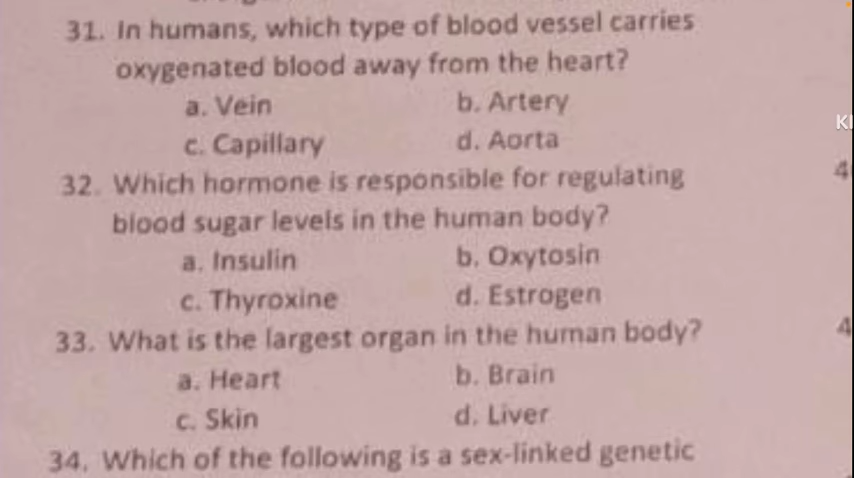 31. In humans, which type of blood vessel carries
oxygenated blood away from the heart?
a. Vein b. Artery
c. Capillary d. Aorta
32. Which hormone is responsible for regulating
blood sugar levels in the human body?
a. Insulin b. Oxytosin
c. Thyroxine d. Estrogen
33. What is the largest organ in the human body?
a. Heart b. Brain
c. Skin d. Liver
34. Which of the following is a sex-linked genetic